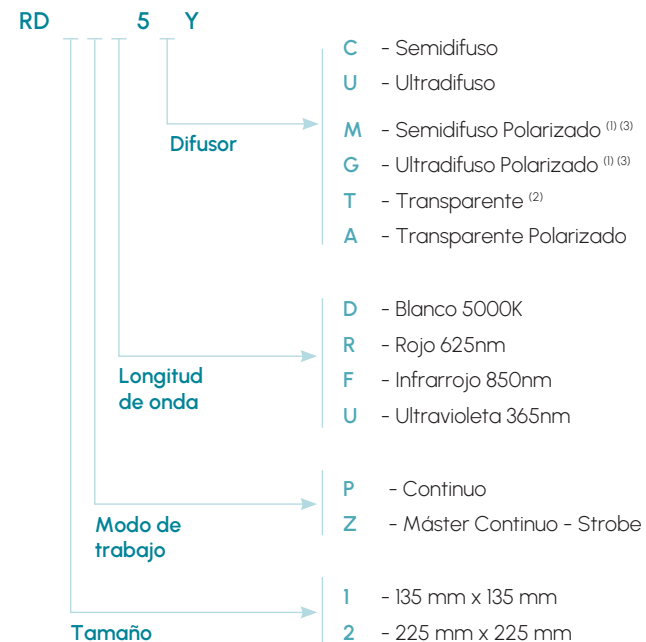 RD 5 Y
C - Semidifuso
U - Ultradifuso
M - Semidifuso Polarizado (1) (3)
Difusor
G - Ultradifuso Polarizado (1) (3)
T - Transparente (2)
A - Transparente Polarizado
D - Blanco 5000K
R - Rojo 625nm
Longitud
de onda
F - Infrarrojo 850nm
U - Ultravioleta 365nm
P - Continuo
Modo de
trabajo
Z - Máster Continuo - Strobe
1 - 135 mm x 135 mm
Tamaño
2 - 225 mm x 225 mm